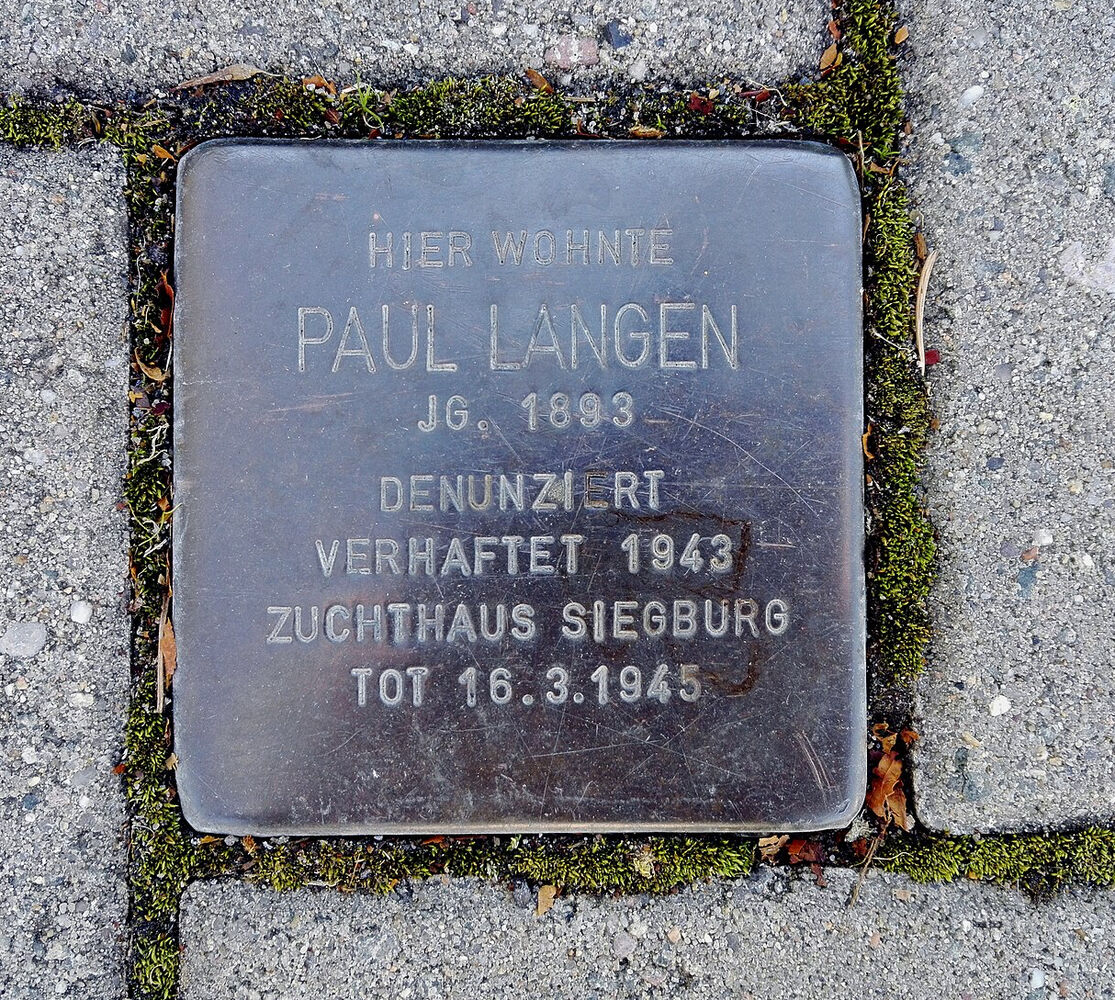 HIER WOHNTE
PAUL LANGEN
JG. 1893
DENUNZIERT
VERHAFTET 1943
ZUCHTHAUS SIEGBURG
TOT 16.3.1945